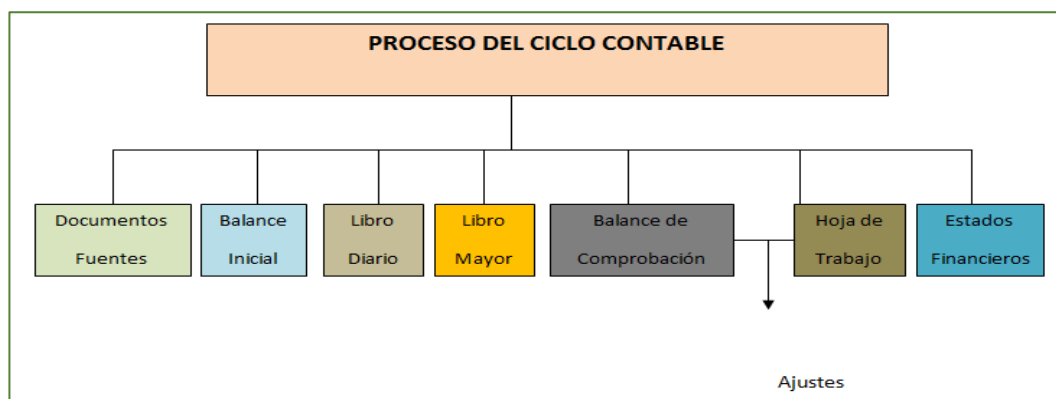 PROCESO DEL CICLO CONTABLE
Documentos
Fuentes
Balance
Inicial
Libro
Diario
Libro
Mayor
Balance de
Comprobación
Hoja de
Trabajo
Estados
Financieros
Ajustes